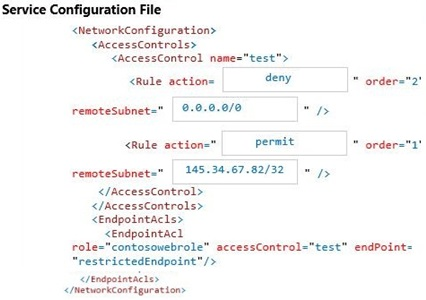 Service Configuration File
<NetworkConfiguration>
<AccessControls>
<AccessControl name="test">
<Rule action= deny " order="2"
remoteSubnet=" 0.0.0.0/0 " />
<Rule action=" permit " order="1"
remoteSubnet=" 145.34.67.82/32 " />
</AccessControl>
</AccessControls>
<EndpointAcls>
<EndpointAcl
role="contosowebrole" accessControl="test" endPoint=
"restrictedEndpoint"/>
</EndpointAcls>
</NetworkConfiguration>